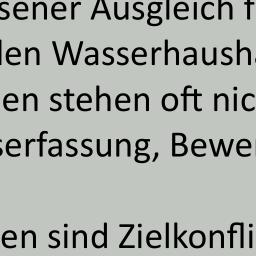 sener Ausgleich f
len Wasserhausha
en stehen oft nic
serfassung, Bewer
en sind Zielkonfli